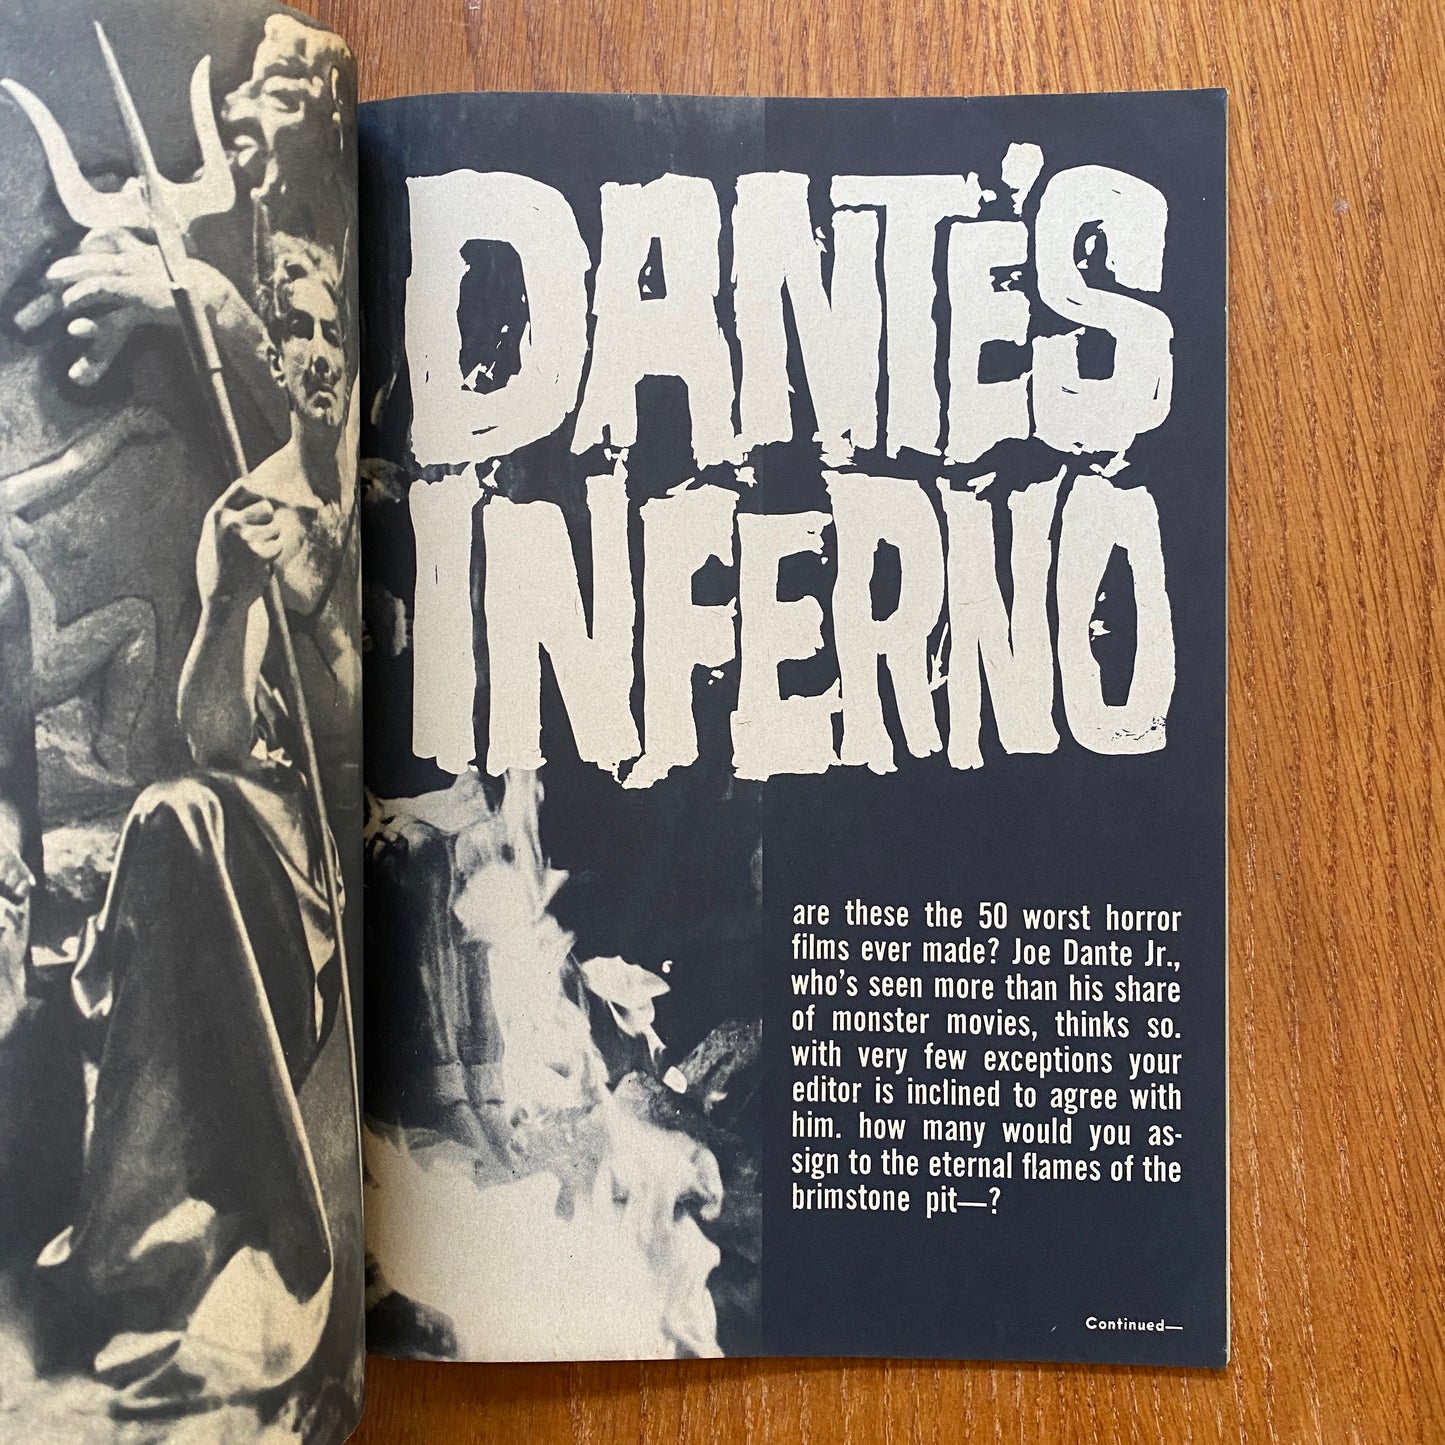 DANTE'S
INFERNO
are these the 50 worst horror
films ever made? Joe Dante Jr.,
who's seen more than his share
of monster movies, thinks so.
with very few exceptions your
editor is inclined to agree with
him. how many would you as-
sign to the eternal flames of the
brimstone pit—?
Continued—